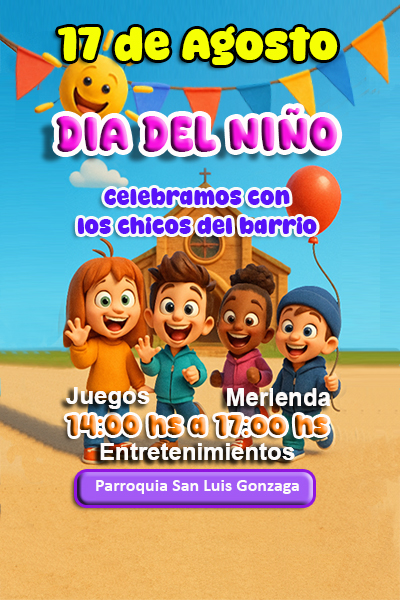 17 de Agosto
DIA DEL NIÑO
celebramos con
los chicos del barrio
Juegos Merienda
14:00 hs a 17:00 hs
Entretenimientos
Parroquia San Luis Gonzaga